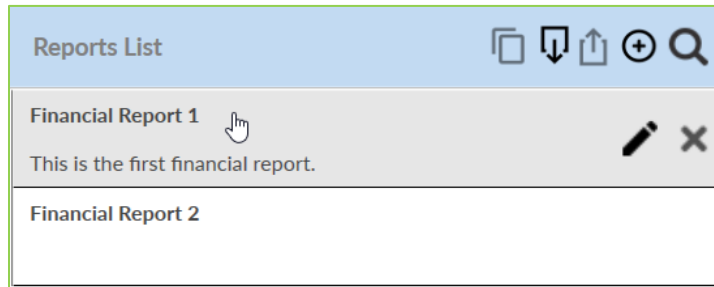 Reports List
Financial Report 1
This is the first financial report.
Financial Report 2